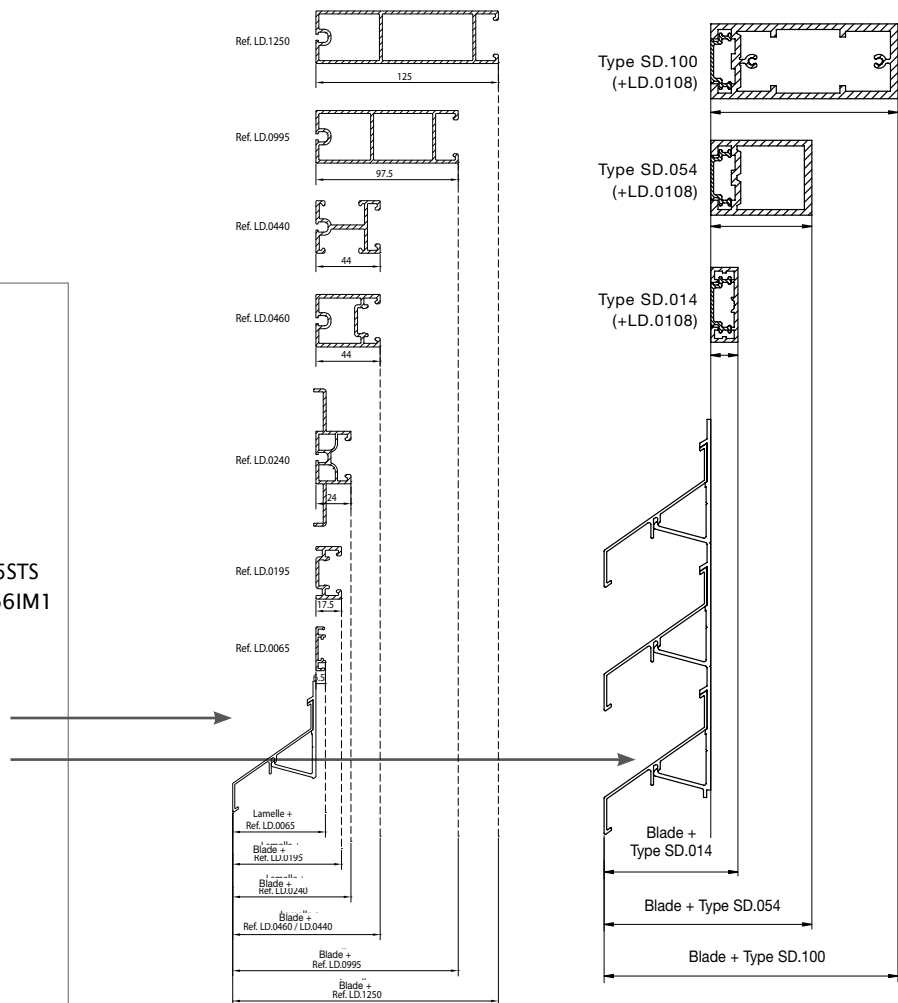 Ref. LD.1250
125
Ref. LD.0995
97.5
Ref. LD.0440
44
Ref. LD.0460
44
Ref. LD.0240
24
Ref. LD.0195
17.5
Ref. LD.0065
6.5
5STS
66IM1
Lamelle +
Ref. LD.0065
Blade +
Ref. LD.0195
Blade +
Ref. LD.0240
Blade +
Ref. LD.0460 / LD.0440
Blade +
Ref. LD.0995
Blade +
Ref. LD.1250
Type SD.100
(+LD.0108)
Type SD.054
(+LD.0108)
Type SD.014
(+LD.0108)
Blade +
Type SD.014
Blade + Type SD.054
Blade + Type SD.100